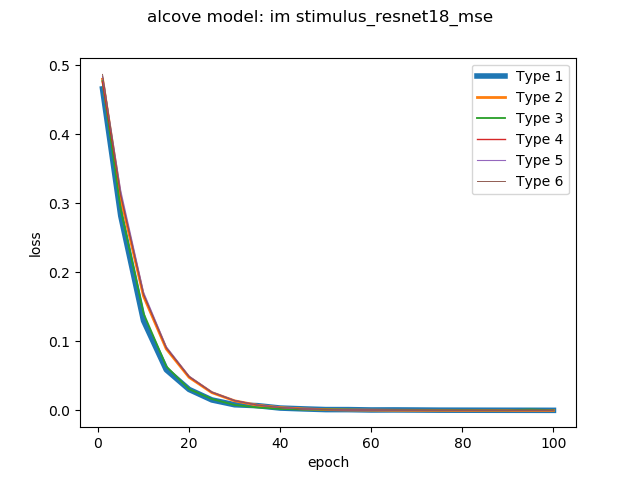 alcove model: im stimulus_resnet18_mse
0.5
0.4
0.3
0.2
0.1
0.0
loss
0
20
40
60
80
100
epoch
Type 1
Type 2
Type 3
Type 4
Type 5
Type 6